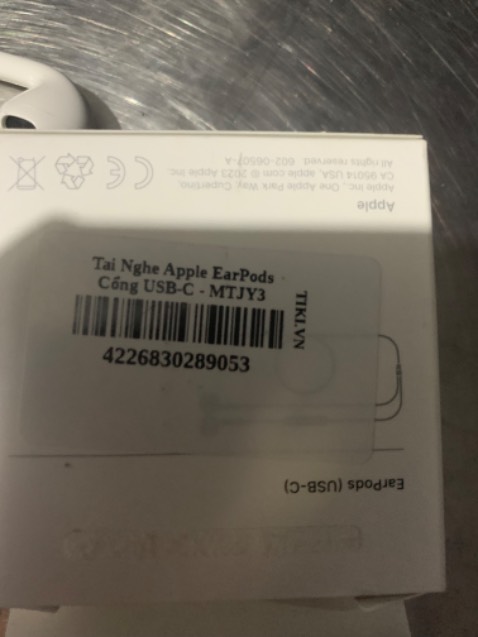 Tai Nghe Apple EarPods
Cổng USB-C - MTJY3
TIKI.VN
4226830289053
EarPods (USB-C)
Apple
Apple Inc., One Apple Park Way, Cupertino,
CA 95014 USA. apple.com © 2023 Apple Inc.
All rights reserved. 602-06507-A
CE